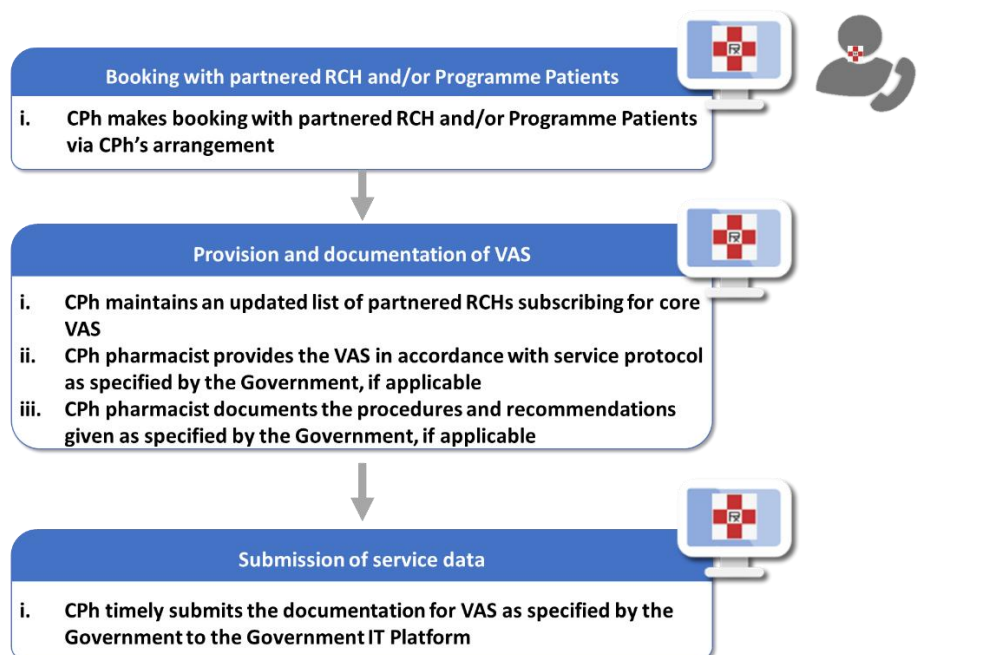 Booking with partnered RCH and/or Programme Patients
i. CPh makes booking with partnered RCH and/or Programme Patients
via CPh's arrangement
Provision and documentation of VAS
i. CPh maintains an updated list of partnered RCHs subscribing for core
VAS
ii. CPh pharmacist provides the VAS in accordance with service protocol
as specified by the Government, if applicable
iii. CPh pharmacist documents the procedures and recommendations
given as specified by the Government, if applicable
Submission of service data
i. CPh timely submits the documentation for VAS as specified by the
Government to the Government IT Platform